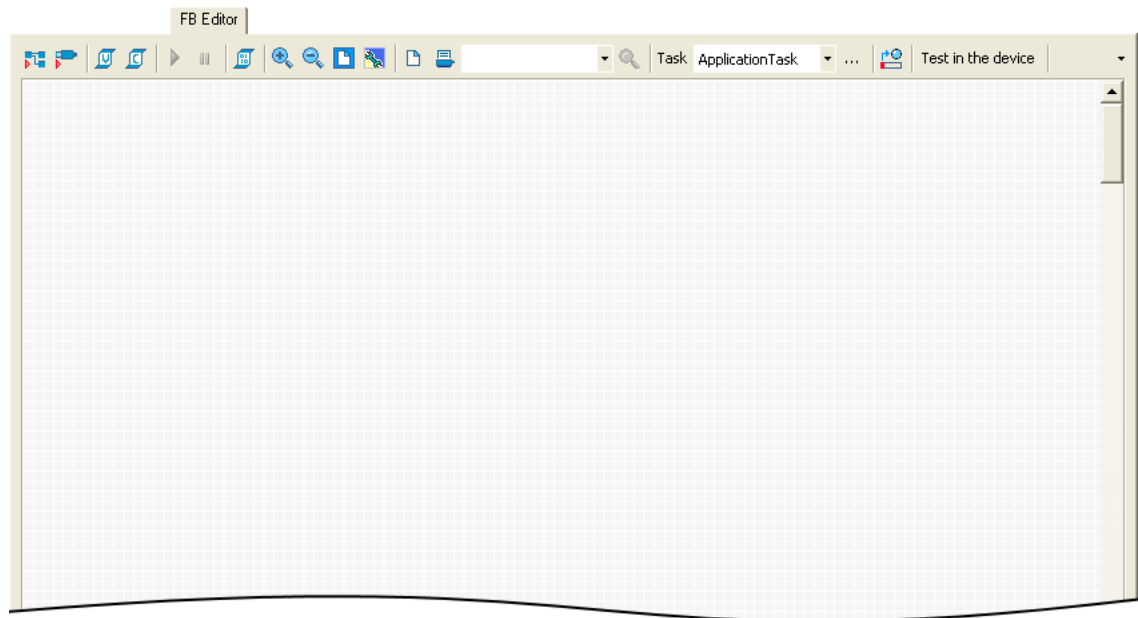 FB Editor
Task ApplicationTask ... Test in the device